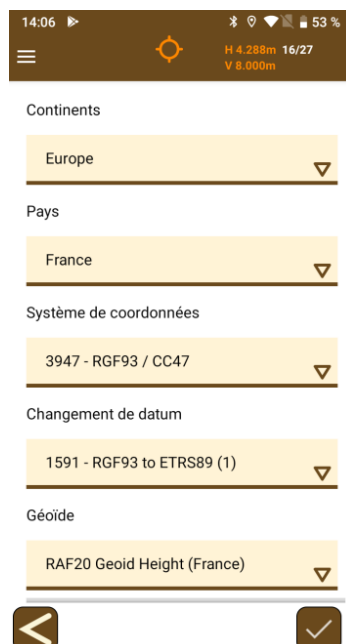 14:06 53 %
H 4.288m 16/27
V 8.000m
Continents
Europe
Pays
France
Système de coordonnées
3947 - RGF93 / CC47
Changement de datum
1591 - RGF93 to ETRS89 (1)
Géoïde
RAF20 Geoid Height (France)